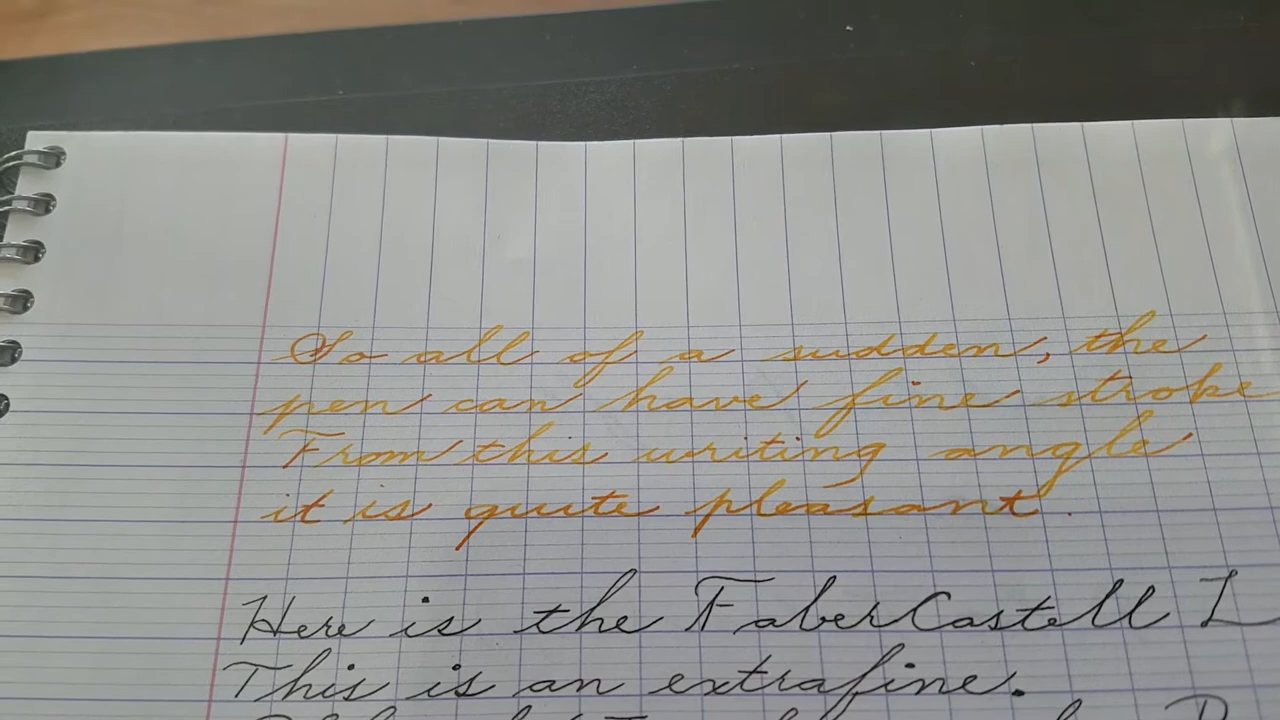 So all of a sudden, the
pen can have fine stroke
From this writing angle
it is quite pleasant.
Here is the FaberCastell
This is an extrafine.